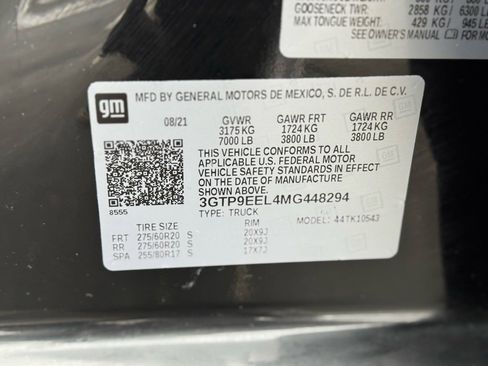 GOOSENECK TWR: 2858 KG/ 6300 LB
MAX TONGUE WEIGHT: 429 KG/ 945 LB
SEE OWNER'S MANUAL FOR MO
gm
MFD BY GENERAL MOTORS DE MEXICO, S. DE R.L. DE C.V.
08/21 GVWR GAWR FRT GAWR RR
3175 KG 1724 KG 1724 KG
7000 LB 3800 LB 3800 LB
THIS VEHICLE CONFORMS TO ALL
APPLICABLE U.S. FEDERAL MOTOR
VEHICLE SAFETY STANDARDS IN EFFECT
ON THE DATE OF MANUFACTURE
SHOWN ABOVE.
3GTP9EEL4MG448294
8555
TYPE: TRUCK MODEL: 44TK10543
TIRE SIZE RIM
FRT 275/60R20 S 20X9J
RR 275/60R20 S 20X9J
SPA 255/80R17 S 17X7J